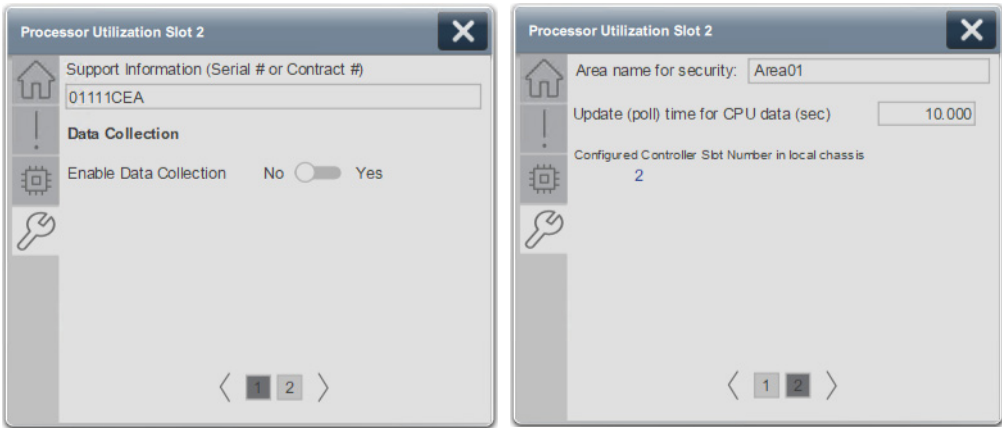 Processor Utilization Slot 2
Support Information (Serial # or Contract #)
01111CEA
Data Collection
Enable Data Collection No Yes
1 2
Processor Utilization Slot 2
Area name for security: Area01
Update (poll) time for CPU data (sec) 10.000
Configured Controller Slot Number in local chassis
2
1 2